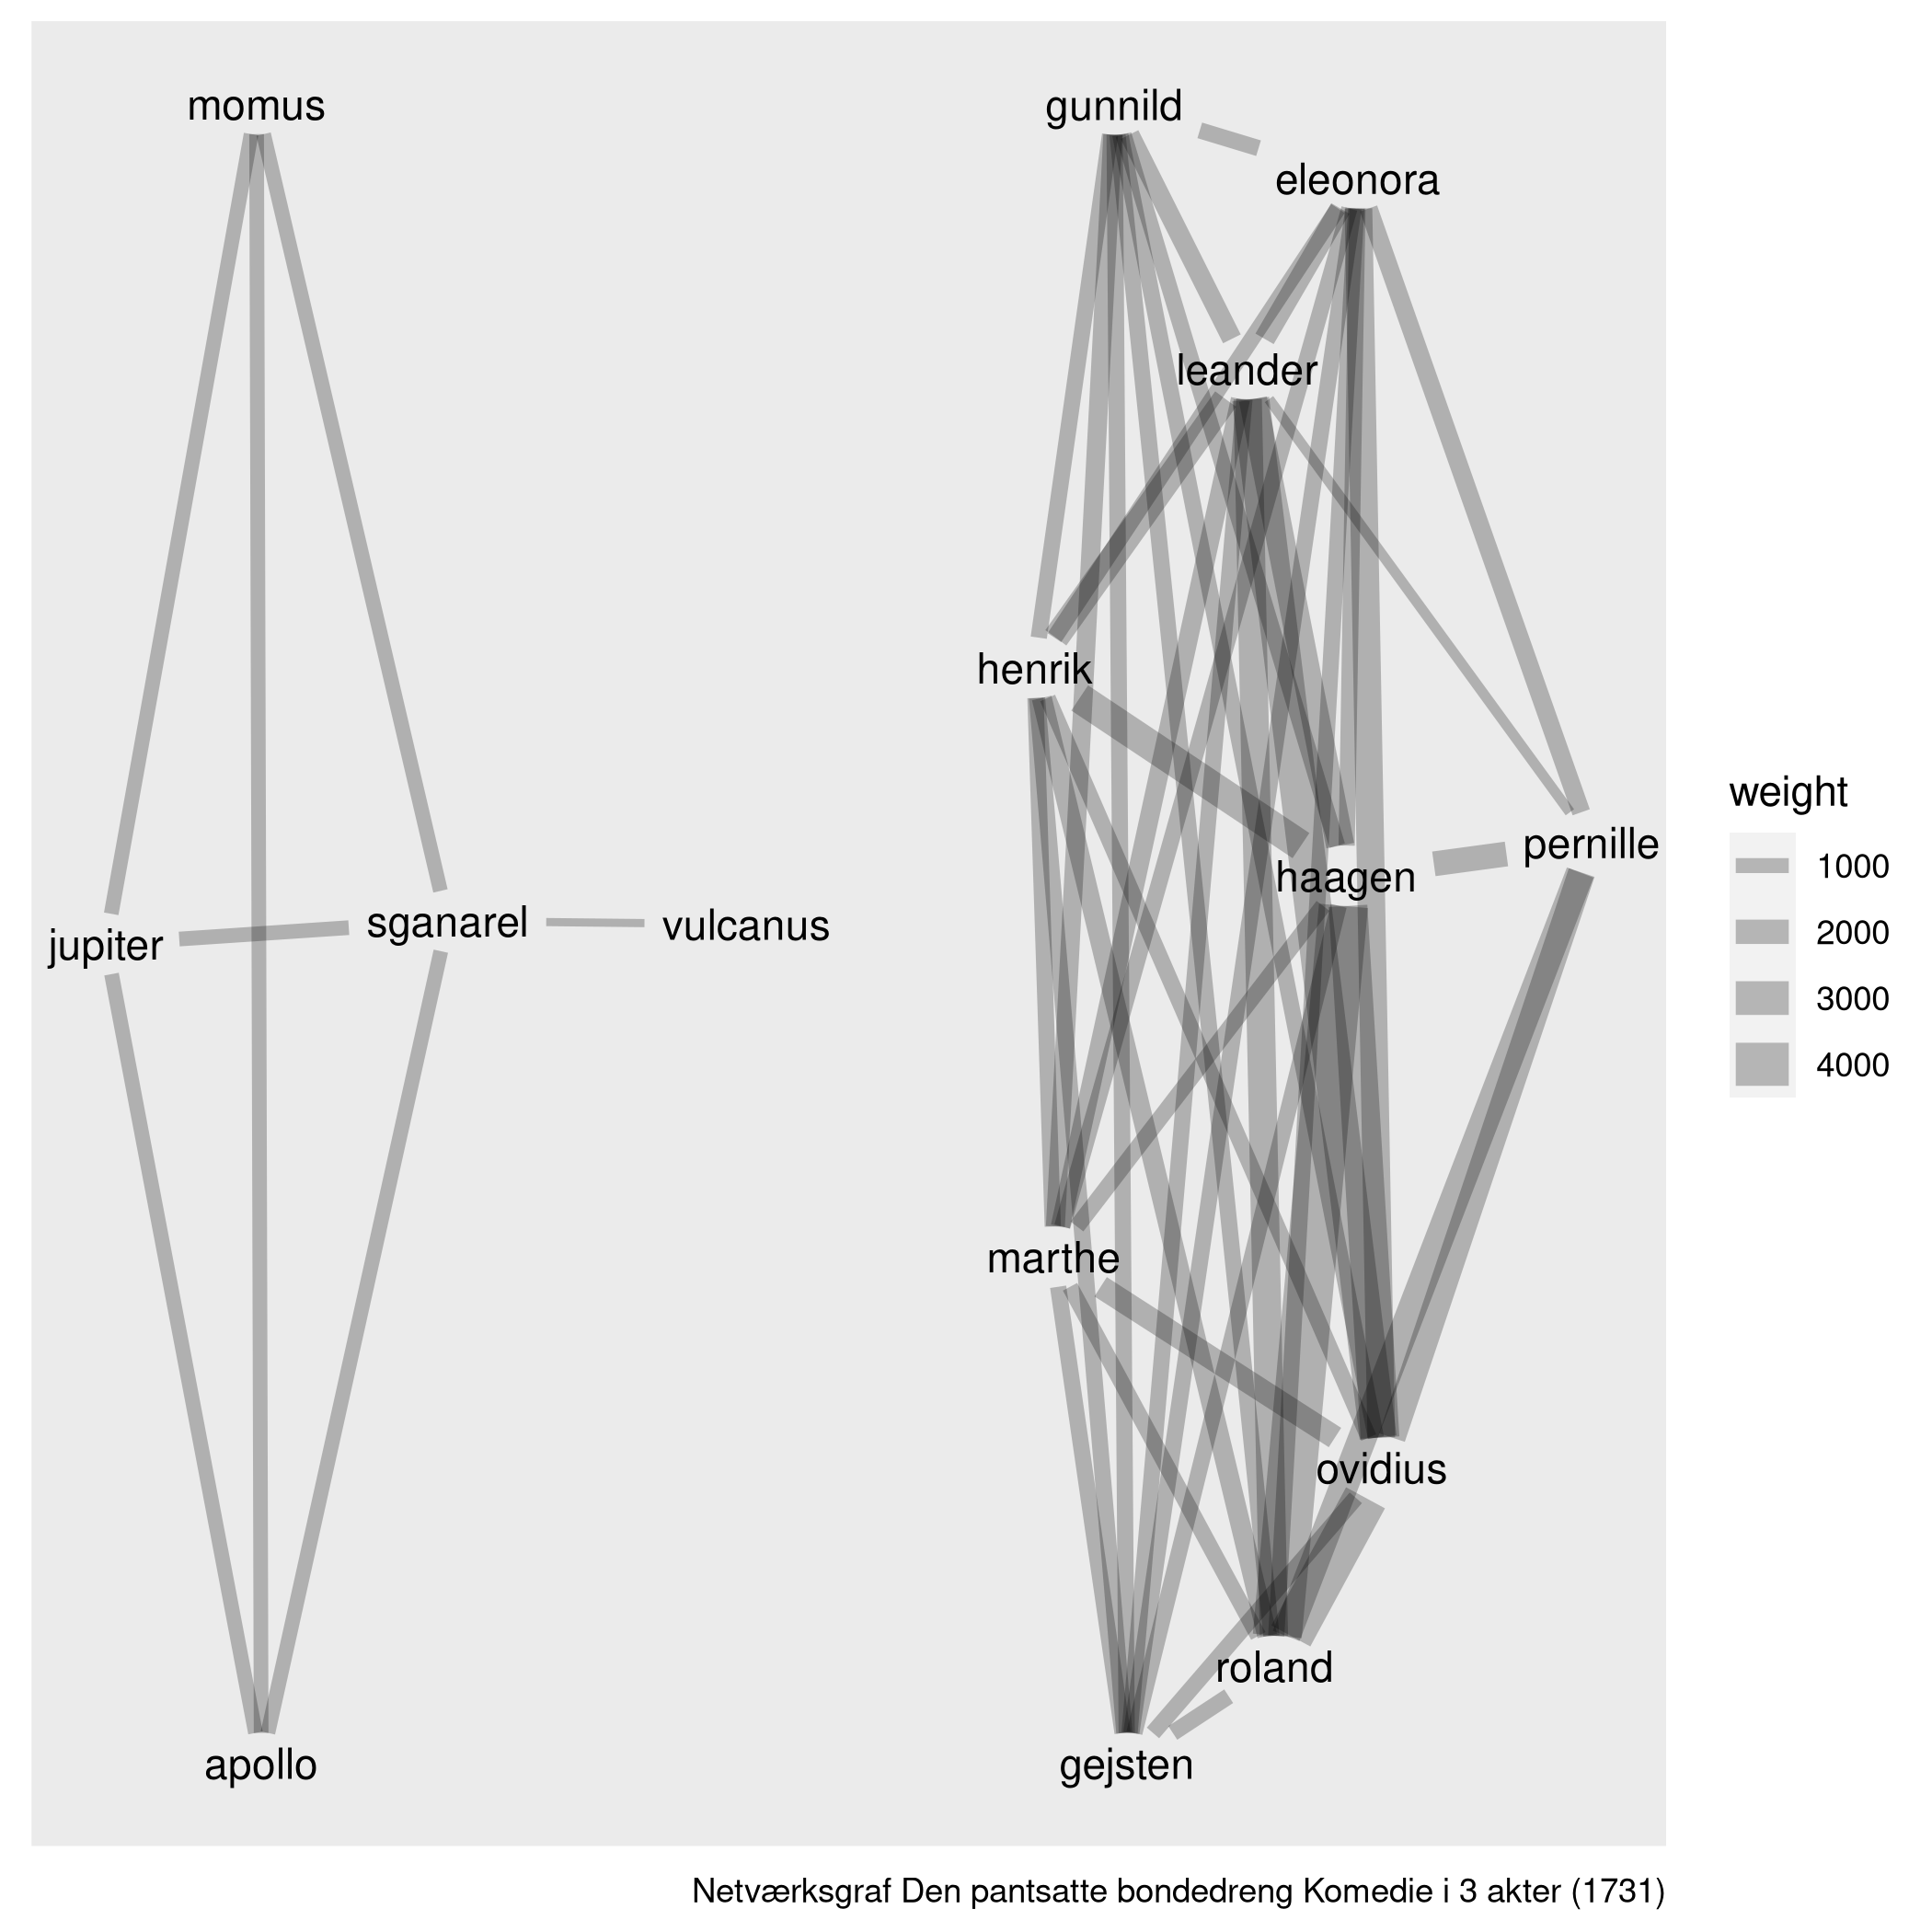 momus
gunnild
eleonora
leander
henrik
weight
pernille
1000
haagen
sganarel
vulcanus
2000
jupiter
3000
4000
marthe
ovidius
roland
apollo
gejsten
Netværksgraf Den pantsatte bondedreng Komedie i 3 akter (1731)